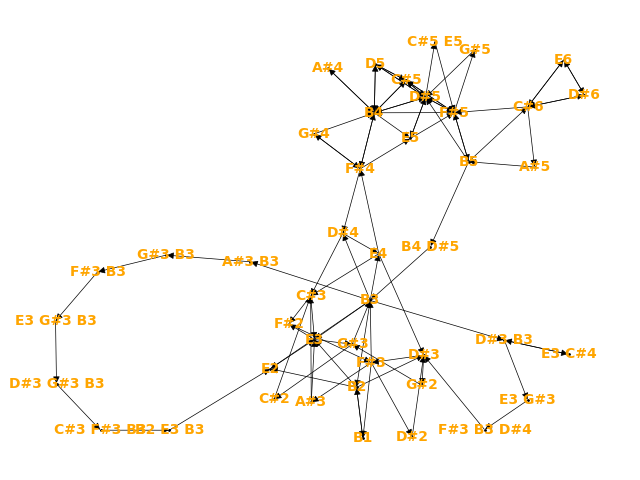 C#5 E5
G#5
D5
A#4
E6
C#5
D#6
D#5
C#6
B4
F#5
G#4
E5
B5
A#5
F#4
D#4
B4 D#5
E4
G#3 B3
A#3 B3
F#3 B3
C#3
B3
E3 G#3 B3
F#2
E3
G#3
D#3 B3
D#3
E3 C#4
F#3
E2
D#3 G#3 B3
G#2
B2
C#2
A#3
E3 G#3
C#3 F#3 B3
B2 E3 B3
F#3 B3 D#4
B1
D#2